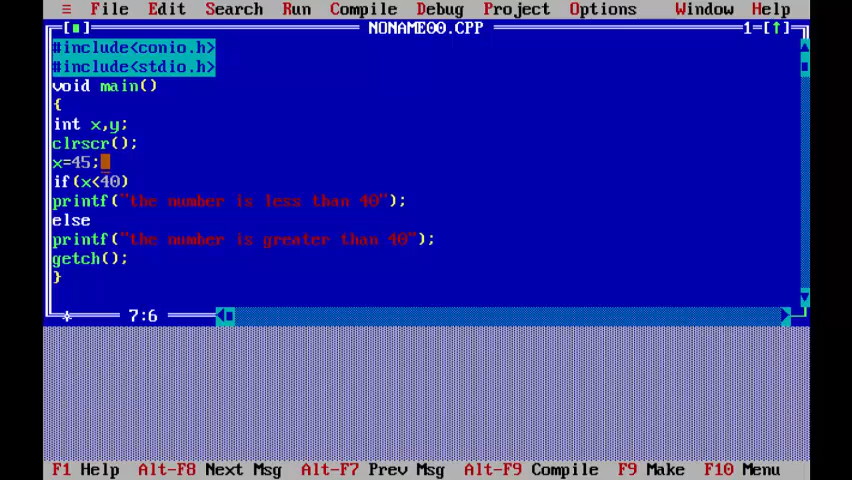 ≡ File Edit Search Run Compile Debug Project Options Window Help
[■] NONAME00.CPP 1=[↑]
#include<conio.h>
#include<stdio.h>
void main()
{
int x,y;
clrscr();
x=45;
if(x<40)
printf("the number is less than 40");
else
printf("the number is greater than 40");
getch();
}
7:6
F1 Help Alt-F8 Next Msg Alt-F7 Prev Msg Alt-F9 Compile F9 Make F10 Menu